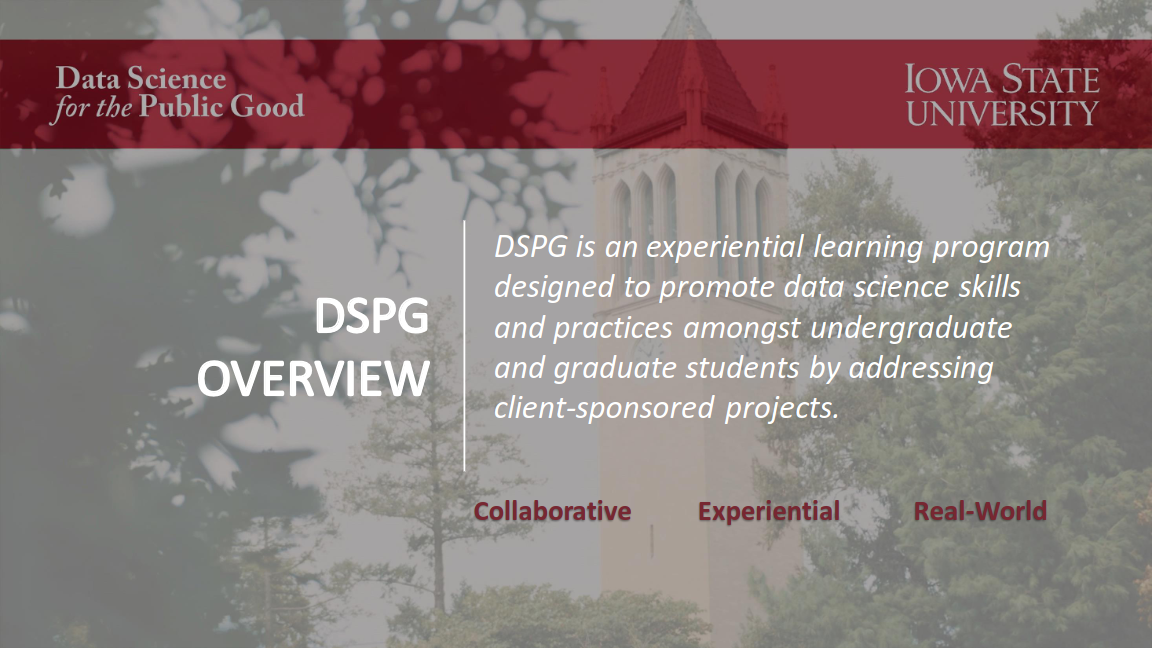 Data Science
for the Public Good
IOWA STATE
UNIVERSITY
DSPG
OVERVIEW
DSPG is an experiential learning program
designed to promote data science skills
and practices amongst undergraduate
and graduate students by addressing
client-sponsored projects.
Collaborative Experiential Real-World